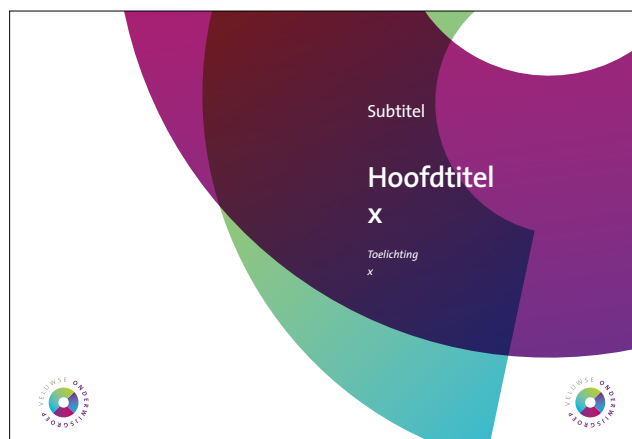 Subtitel
Hoofdtitel
x
Toelichting
x
VELUWSE ONDERWIJSGROEP
VELUWSE ONDERWIJSGROEP